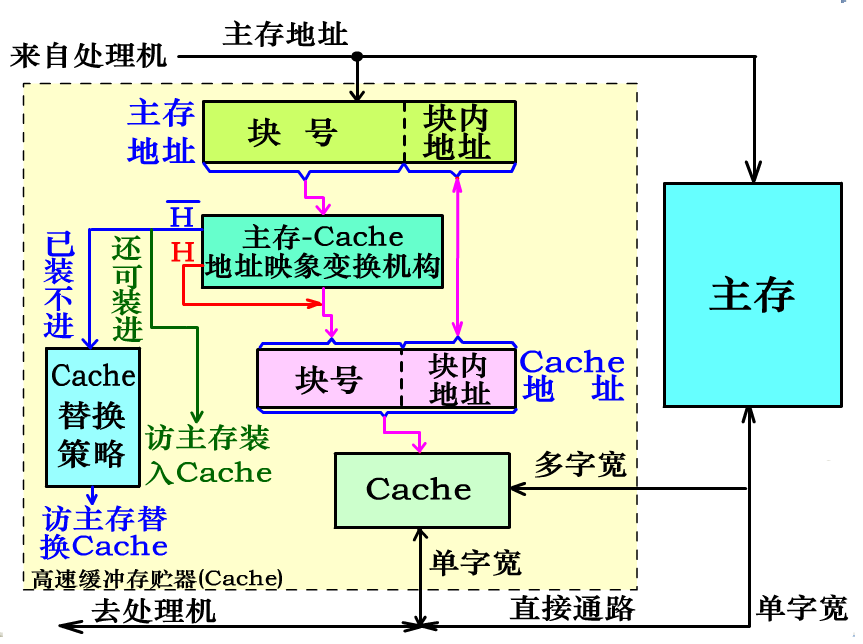 主存地址
来自处理机
主存
地址
块 号
块内
地址
H
H
主存-Cache
地址映象变换机构
已装不进
还可装进
主存
块号
块内
地址
Cache
地 址
Cache
替换
策略
访主存装
入Cache
Cache
多字宽
访主存替
换Cache
单字宽
高速缓冲存贮器(Cache)
去处理机
直接通路
单字宽